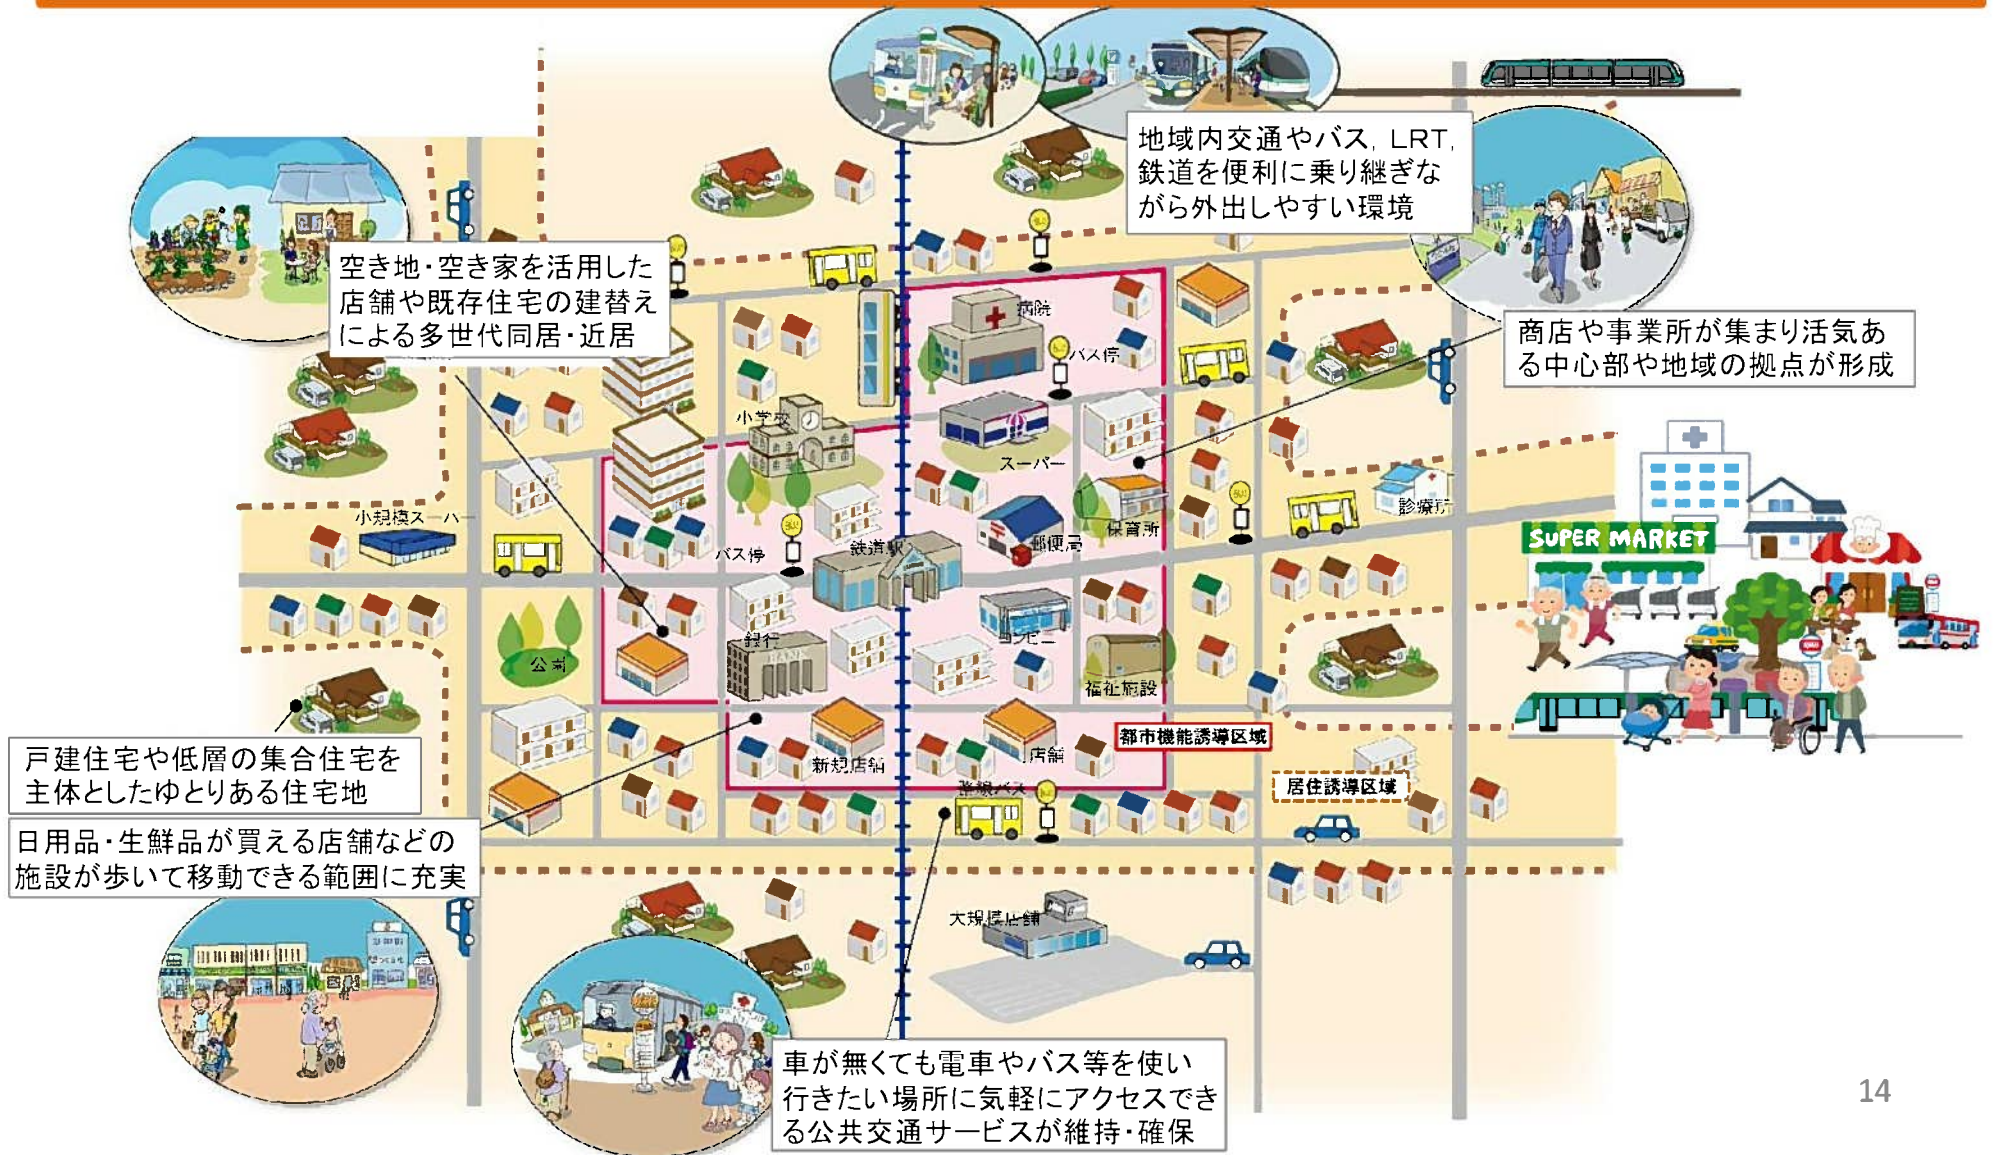 地域内交通やバス，LRT，
鉄道を便利に乗り継ぎな
がら外出しやすい環境
空き地・空き家を活用した
店舗や既存住宅の建替え
による多世代同居・近居
商店や事業所が集まり活気あ
る中心部や地域の拠点が形成
病院
バス停
小学校
スーパー
小規模スーパー
バス停
鉄道駅
郵便局
保育所
診療所
SUPER MARKET
公園
銀行
BANK
コンビニ
福祉施設
新規店舗
店舗
都市機能誘導区域
居住誘導区域
戸建住宅や低層の集合住宅を
主体としたゆとりある住宅地
日用品・生鮮品が買える店舗などの
施設が歩いて移動できる範囲に充実
大規模店舗
車が無くても電車やバス等を使い
行きたい場所に気軽にアクセスでき
る公共交通サービスが維持・確保
14